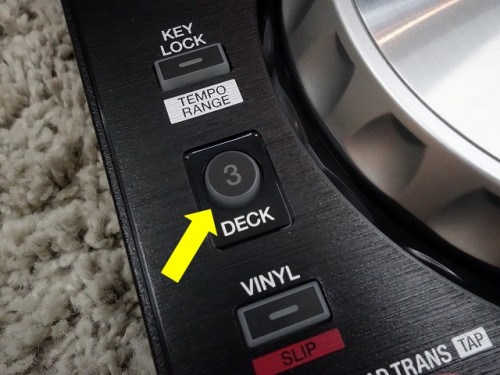 KEY
LOCK
TEMPO
RANGE
3
DECK
VINYL
SLIP
TRANS TAP